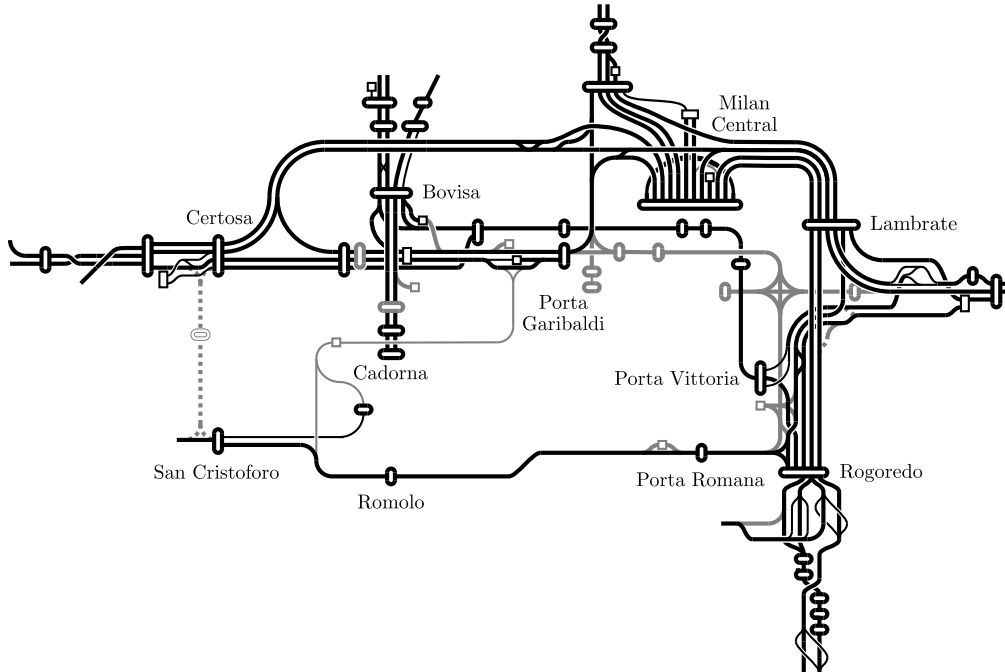 Milan
Central
Bovisa
Certosa
Lambrate
Porta
Garibaldi
Cadorna
Porta Vittoria
San Cristoforo
Romolo
Porta Romana
Rogoredo